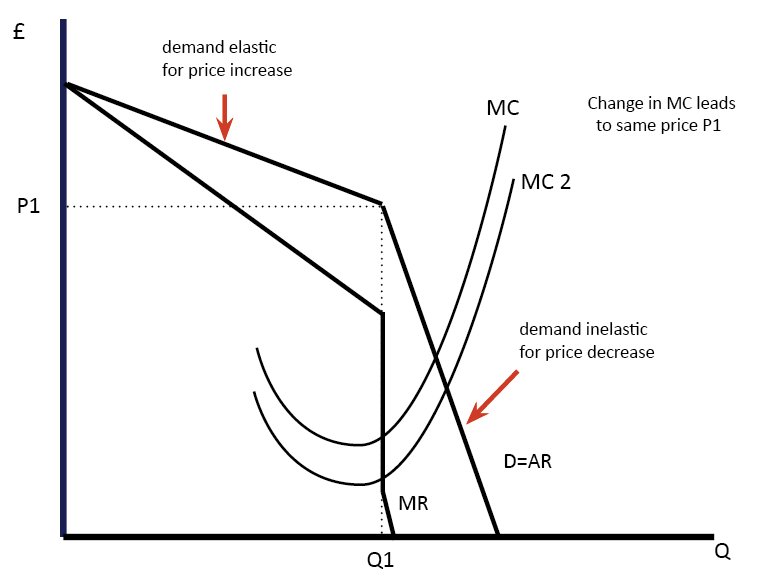 £
demand elastic
for price increase
MC
Change in MC leads
to same price P1
MC 2
P1
demand inelastic
for price decrease
D=AR
MR
Q1
Q